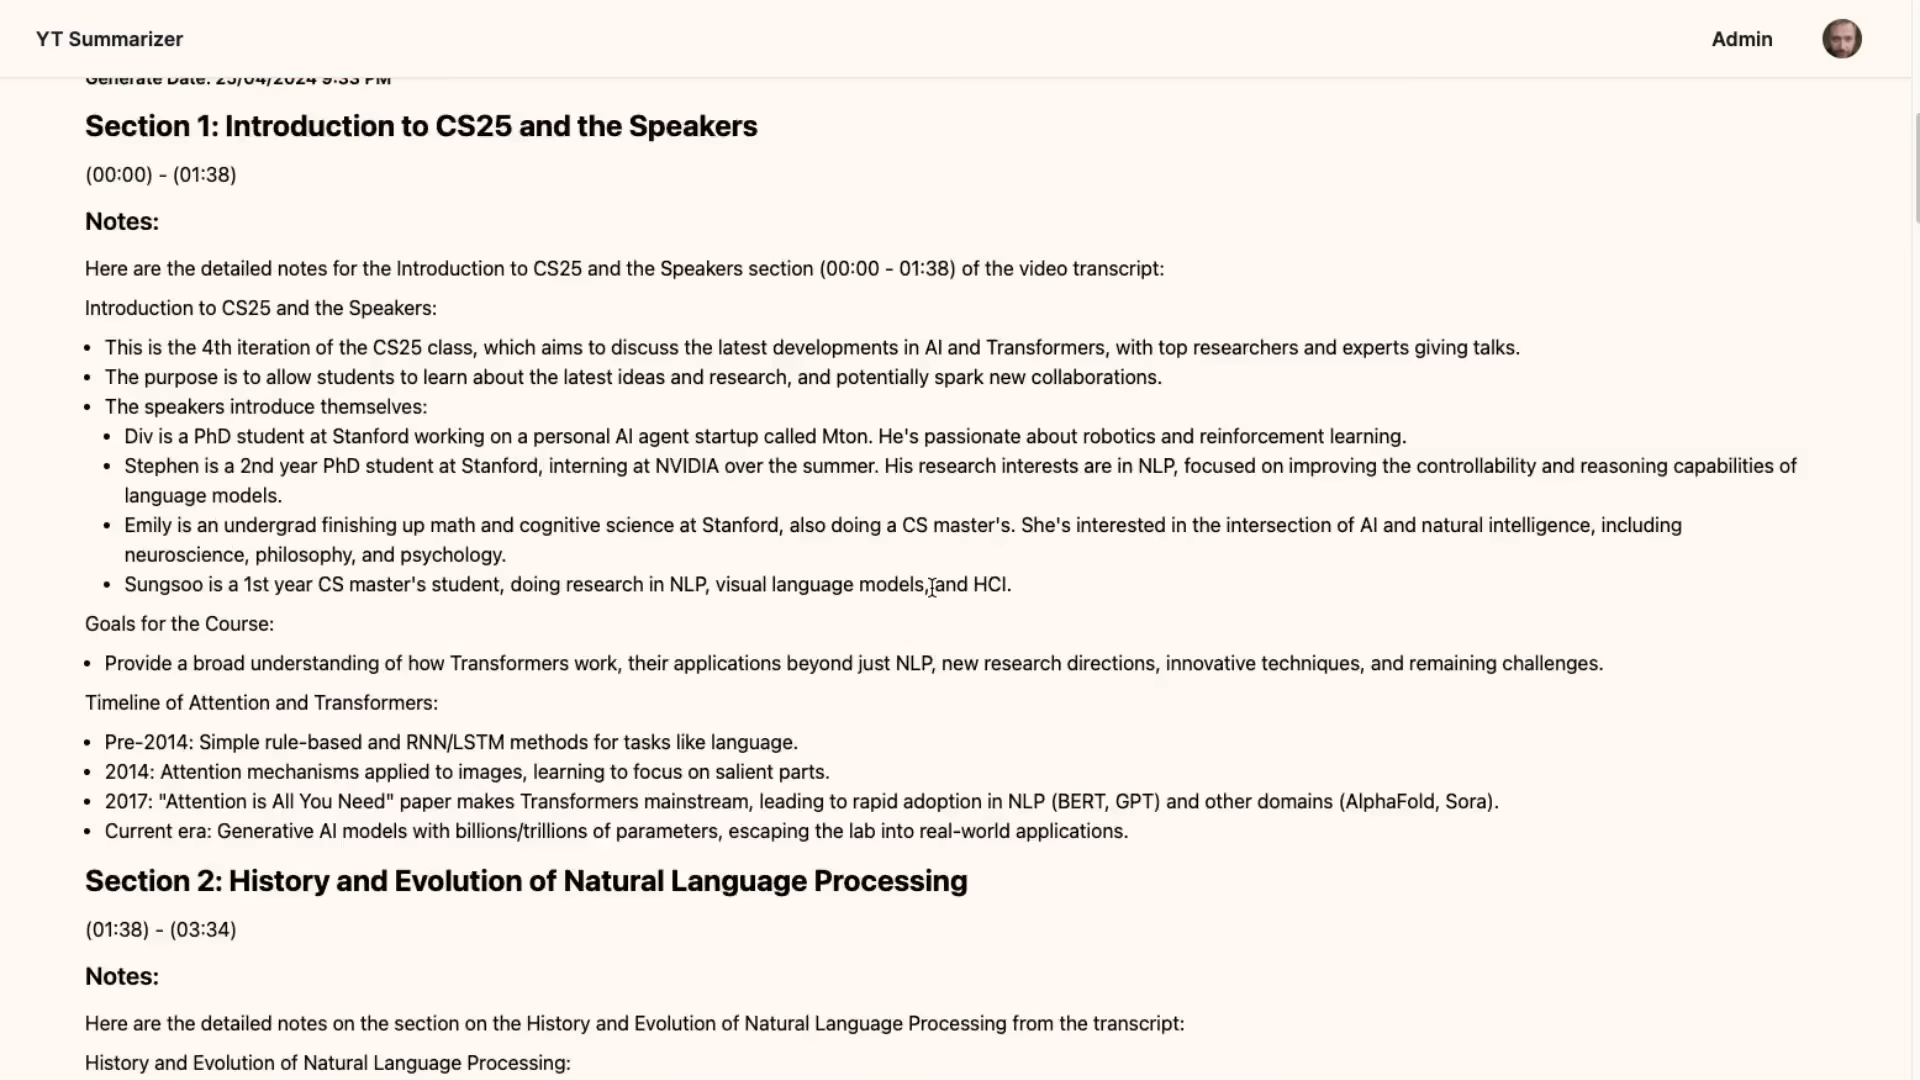 YT Summarizer
Admin
Generate Date: 25/04/2024 9:33 PM
Section 1: Introduction to CS25 and the Speakers
(00:00) - (01:38)
Notes:
Here are the detailed notes for the Introduction to CS25 and the Speakers section (00:00 - 01:38) of the video transcript:
Introduction to CS25 and the Speakers:
• This is the 4th iteration of the CS25 class, which aims to discuss the latest developments in AI and Transformers, with top researchers and experts giving talks.
• The purpose is to allow students to learn about the latest ideas and research, and potentially spark new collaborations.
• The speakers introduce themselves:
• Div is a PhD student at Stanford working on a personal AI agent startup called Mton. He's passionate about robotics and reinforcement learning.
• Stephen is a 2nd year PhD student at Stanford, interning at NVIDIA over the summer. His research interests are in NLP, focused on improving the controllability and reasoning capabilities of
language models.
• Emily is an undergrad finishing up math and cognitive science at Stanford, also doing a CS master's. She's interested in the intersection of AI and natural intelligence, including
neuroscience, philosophy, and psychology.
• Sungsoo is a 1st year CS master's student, doing research in NLP, visual language models, and HCI.
Goals for the Course:
• Provide a broad understanding of how Transformers work, their applications beyond just NLP, new research directions, innovative techniques, and remaining challenges.
Timeline of Attention and Transformers:
• Pre-2014: Simple rule-based and RNN/LSTM methods for tasks like language.
• 2014: Attention mechanisms applied to images, learning to focus on salient parts.
• 2017: "Attention is All You Need" paper makes Transformers mainstream, leading to rapid adoption in NLP (BERT, GPT) and other domains (AlphaFold, Sora).
• Current era: Generative AI models with billions/trillions of parameters, escaping the lab into real-world applications.
Section 2: History and Evolution of Natural Language Processing
(01:38) - (03:34)
Notes:
Here are the detailed notes on the section on the History and Evolution of Natural Language Processing from the transcript:
History and Evolution of Natural Language Processing: